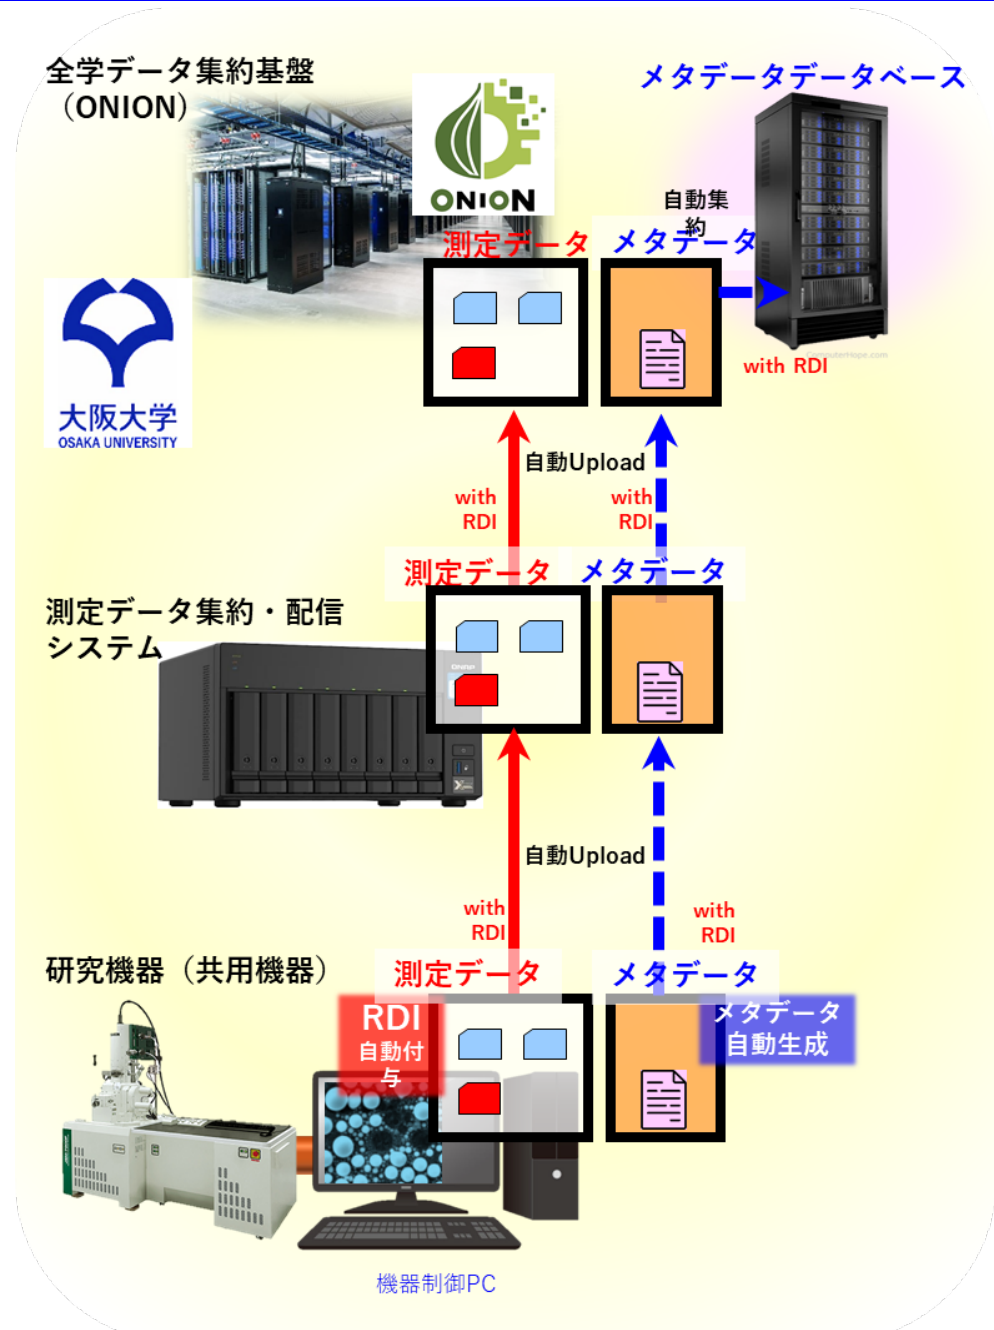 全学データ集約基盤
（ONION）
ONION
メタデータデータベース
自動集
約
測定データ
メタデータ
ComputerHope.com
with RDI
大阪大学
OSAKA UNIVERSITY
自動Upload
with
RDI
with
RDI
測定データ
メタデータ
測定データ集約・配信
システム
QNAP
自動Upload
with
RDI
with
RDI
研究機器（共用機器）
測定データ
メタデータ
RDI
自動付
与
メタデータ
自動生成
機器制御PC